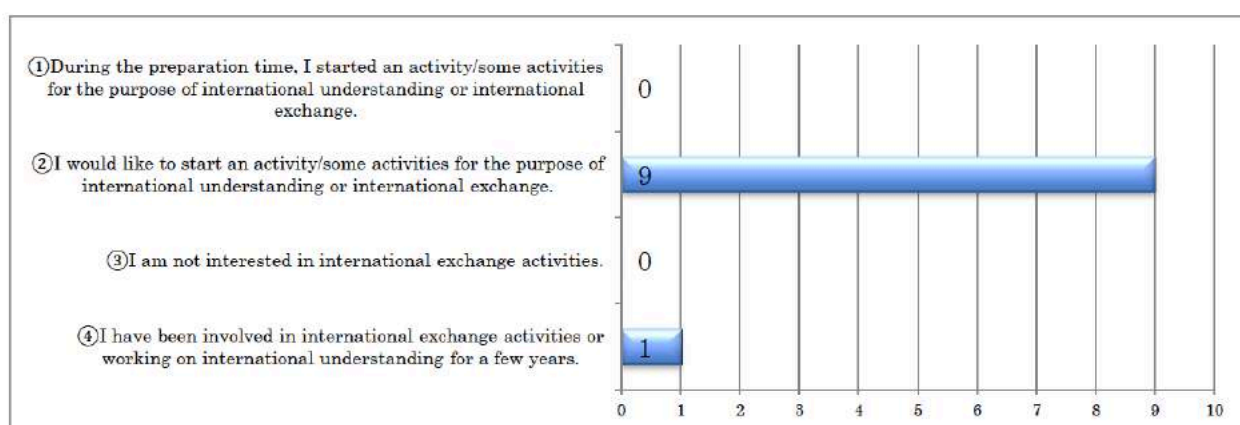 ①During the preparation time, I started an activity/some activities
for the purpose of international understanding or international
exchange.
0
②I would like to start an activity/some activities for the purpose of
international understanding or international exchange.
9
③I am not interested in international exchange activities.
0
④I have been involved in international exchange activities or
working on international understanding for a few years.
1
0 1 2 3 4 5 6 7 8 9 10